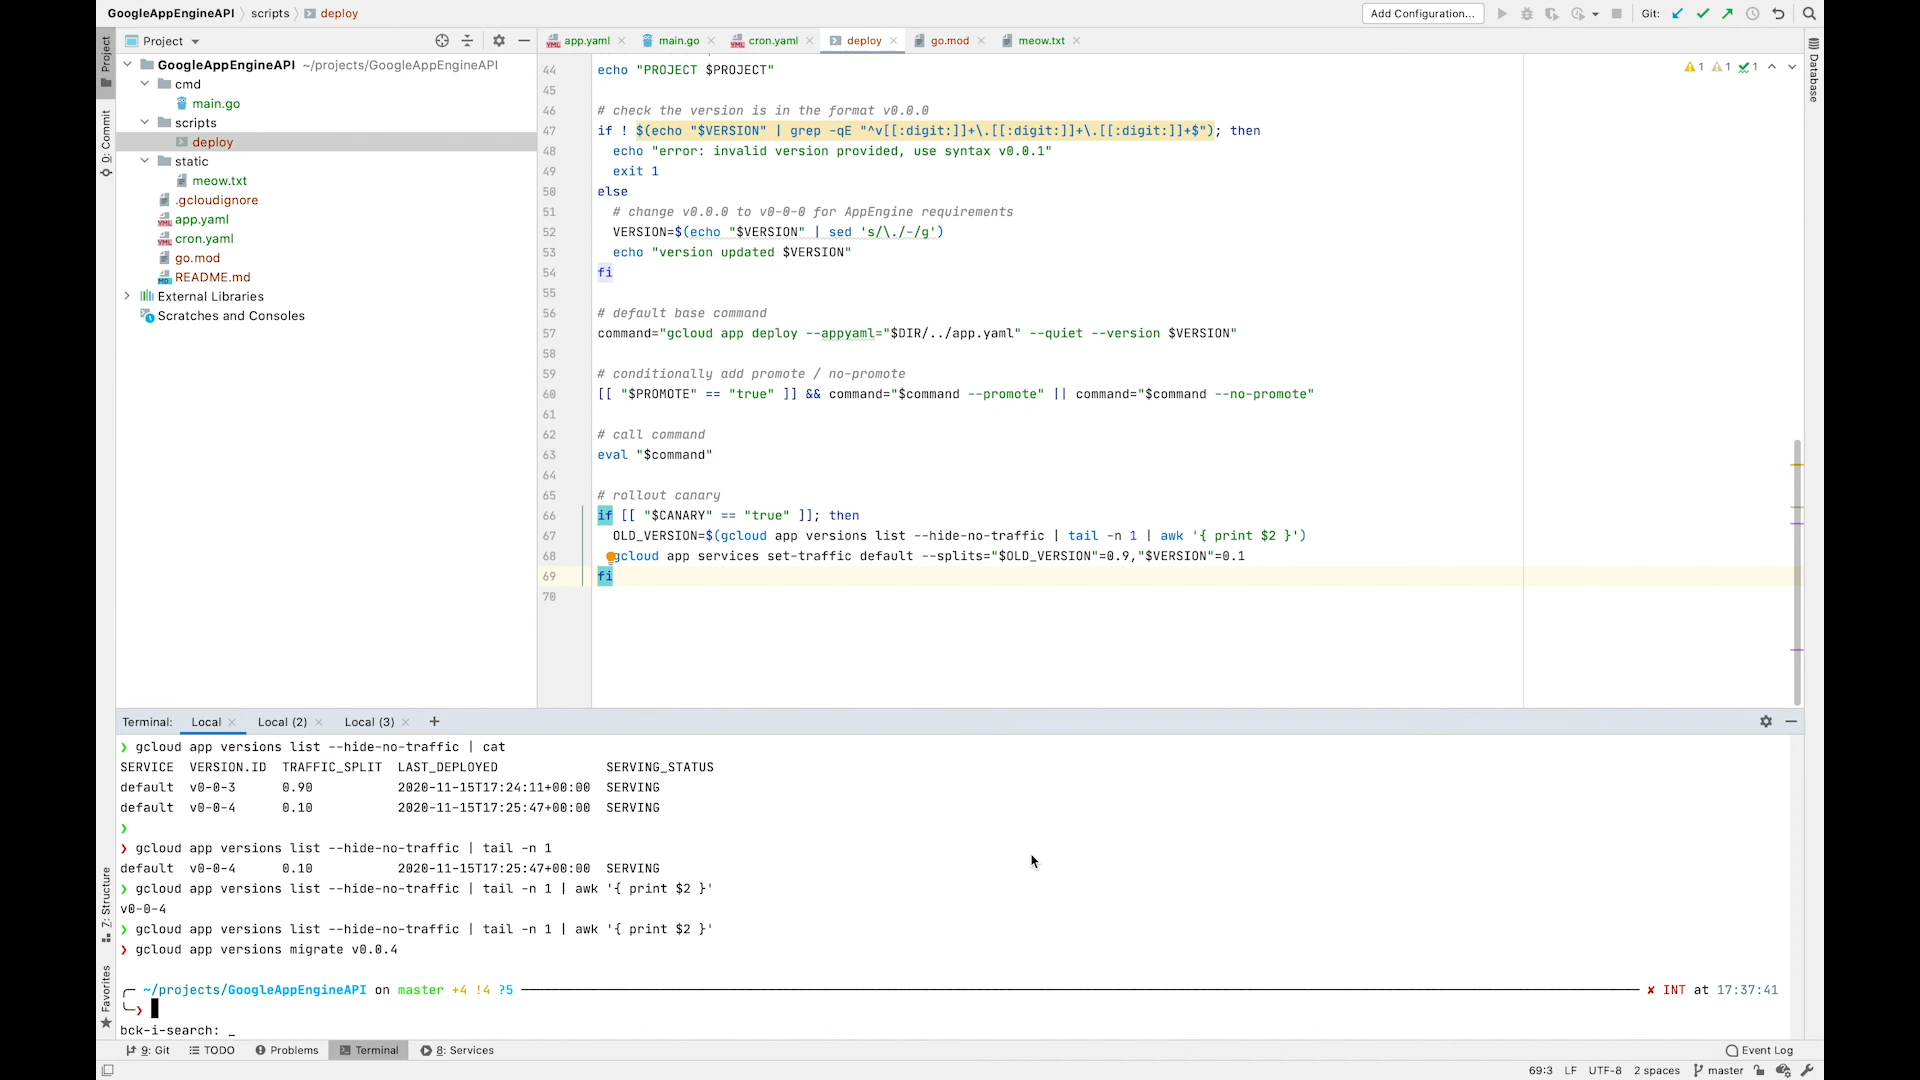 GoogleAppEngineAPI scripts deploy
Add Configuration... Git:
Project
app.yaml main.go cron.yaml deploy go.mod meow.txt
Project
0: Commit
7: Structure
Favorites
Database
GoogleAppEngineAPI ~/projects/GoogleAppEngineAPI
cmd
main.go
scripts
deploy
static
meow.txt
.gcloudignore
app.yaml
cron.yaml
go.mod
README.md
External Libraries
Scratches and Consoles
1 1 1
44 echo "PROJECT $PROJECT"
45
46 # check the version is in the format v0.0.0
47 if ! $(echo "$VERSION" | grep -qE "^v[[:digit:]]+\.[[:digit:]]+\.[[:digit:]]+$"); then
48 echo "error: invalid version provided, use syntax v0.0.1"
49 exit 1
50 else
51 # change v0.0.0 to v0-0-0 for AppEngine requirements
52 VERSION=$(echo "$VERSION" | sed 's/\./-/g')
53 echo "version updated $VERSION"
54 fi
55
56 # default base command
57 command="gcloud app deploy --appyaml="$DIR/../app.yaml" --quiet --version $VERSION"
58
59 # conditionally add promote / no-promote
60 [[ "$PROMOTE" == "true" ]] && command="$command --promote" || command="$command --no-promote"
61
62 # call command
63 eval "$command"
64
65 # rollout canary
66 if [[ "$CANARY" == "true" ]]; then
67 OLD_VERSION=$(gcloud app versions list --hide-no-traffic | tail -n 1 | awk '{ print $2 }')
68 gcloud app services set-traffic default --splits="$OLD_VERSION"=0.9,"$VERSION"=0.1
69 fi
70
Terminal: Local Local (2) Local (3) +
❯ gcloud app versions list --hide-no-traffic | cat
SERVICE VERSION.ID TRAFFIC_SPLIT LAST_DEPLOYED SERVING_STATUS
default v0-0-3 0.90 2020-11-15T17:24:11+00:00 SERVING
default v0-0-4 0.10 2020-11-15T17:25:47+00:00 SERVING
❯
❯ gcloud app versions list --hide-no-traffic | tail -n 1
default v0-0-4 0.10 2020-11-15T17:25:47+00:00 SERVING
❯ gcloud app versions list --hide-no-traffic | tail -n 1 | awk '{ print $2 }'
v0-0-4
❯ gcloud app versions list --hide-no-traffic | tail -n 1 | awk '{ print $2 }'
❯ gcloud app versions migrate v0.0.4
~/projects/GoogleAppEngineAPI on master +4 !4 ?5 ✘ INT at 17:37:41
❯
bck-i-search: _
9: Git TODO Problems Terminal 8: Services Event Log
69:3 LF UTF-8 2 spaces master